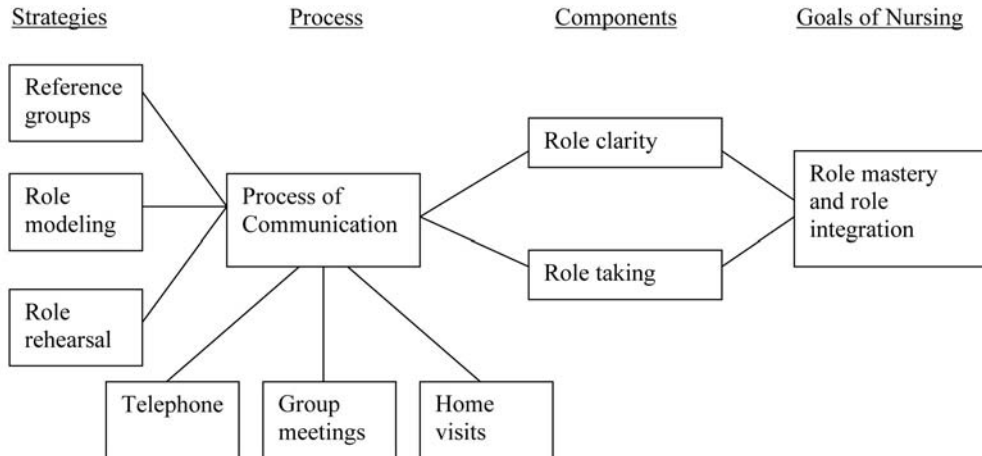 Strategies
Process
Components
Goals of Nursing
Reference
groups
Role
modeling
Role
rehearsal
Process of
Communication
Telephone
Group
meetings
Home
visits
Role clarity
Role taking
Role mastery
and role
integration